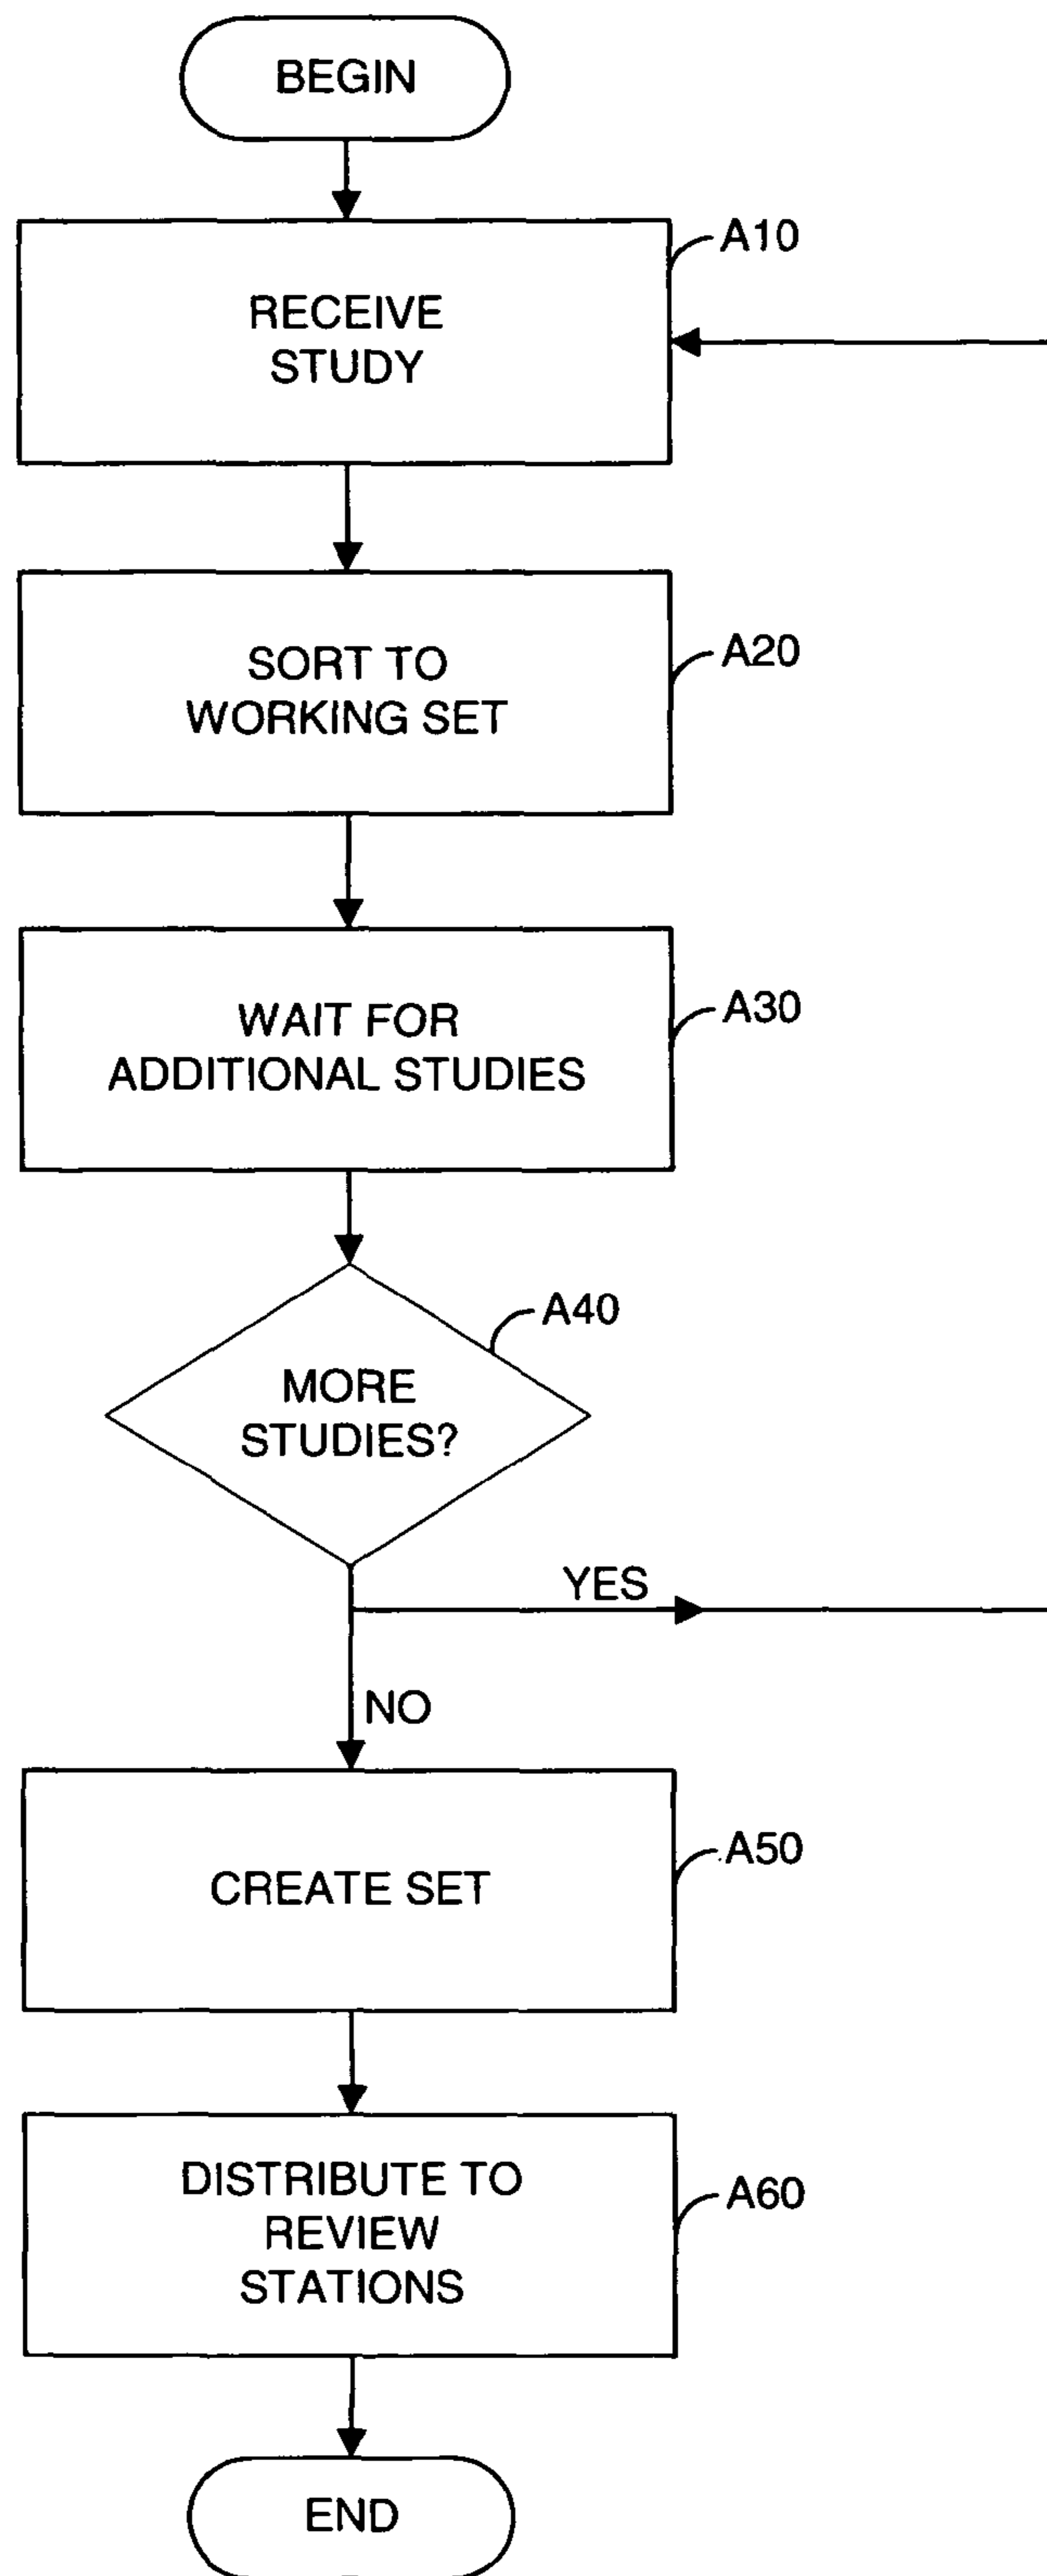 BEGIN
A10
RECEIVE
STUDY
A20
SORT TO
WORKING SET
A30
WAIT FOR
ADDITIONAL STUDIES
A40
MORE
STUDIES?
YES
NO
A50
CREATE SET
A60
DISTRIBUTE TO
REVIEW
STATIONS
END